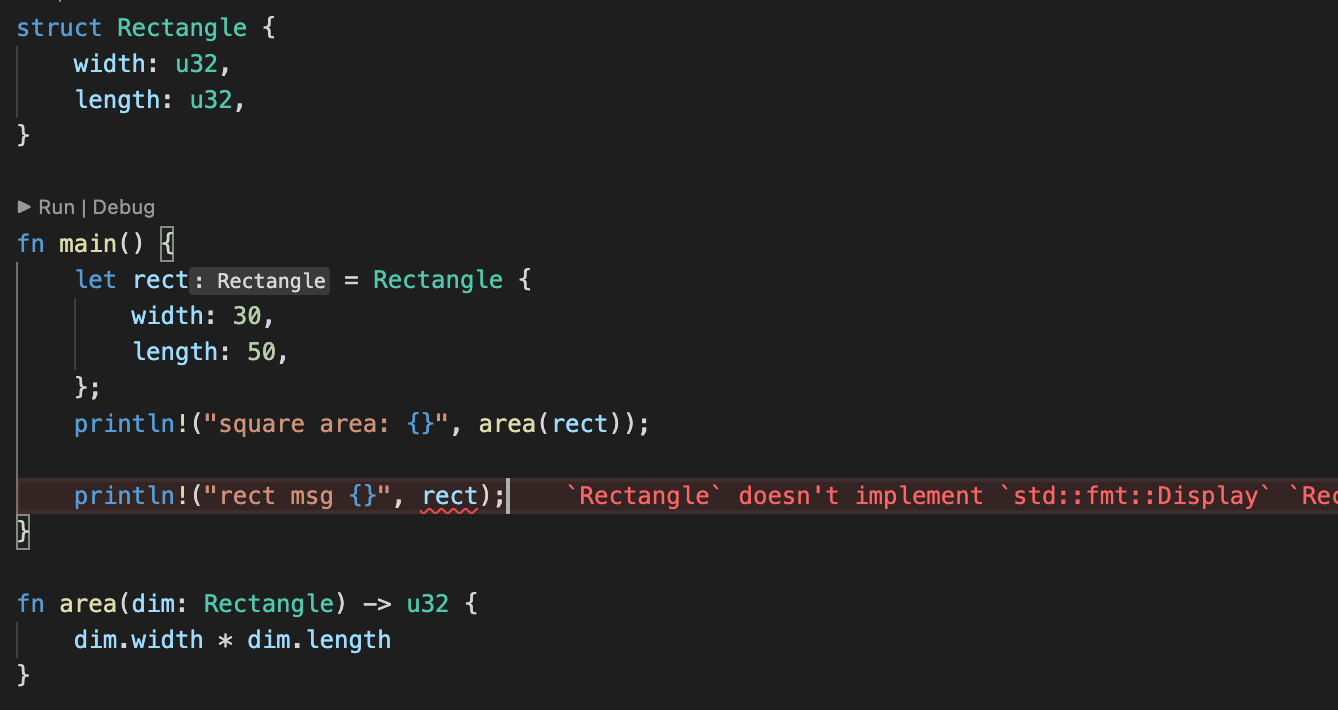 struct Rectangle {
    width: u32,
    length: u32,
}
▶ Run | Debug
fn main() {
    let rect: Rectangle = Rectangle {
        width: 30,
        length: 50,
    };
    println!("square area: {}", area(rect));
    println!("rect msg {}", rect);    `Rectangle` doesn't implement `std::fmt::Display` `Rec
}
fn area(dim: Rectangle) -> u32 {
    dim.width * dim.length
}